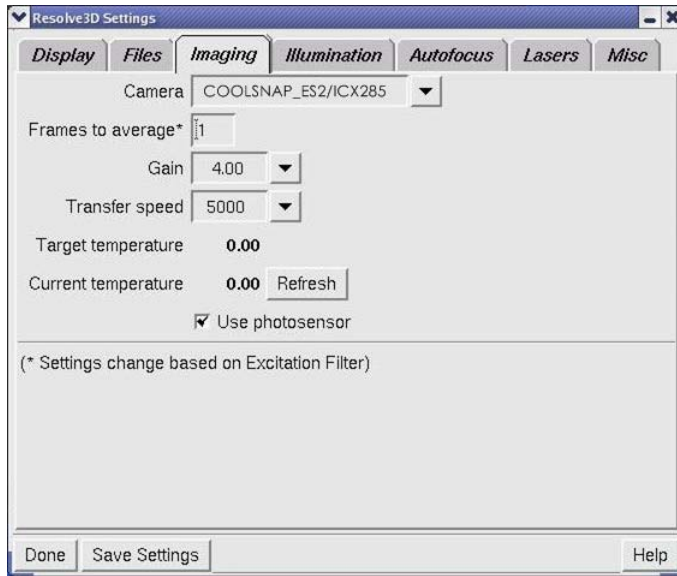 Resolve3D Settings
Display Files Imaging Illumination Autofocus Lasers Misc
Camera COOLSNAP_ES2/ICX285
Frames to average* 1
Gain 4.00
Transfer speed 5000
Target temperature 0.00
Current temperature 0.00 Refresh
Use photosensor
(* Settings change based on Excitation Filter)
Done Save Settings Help